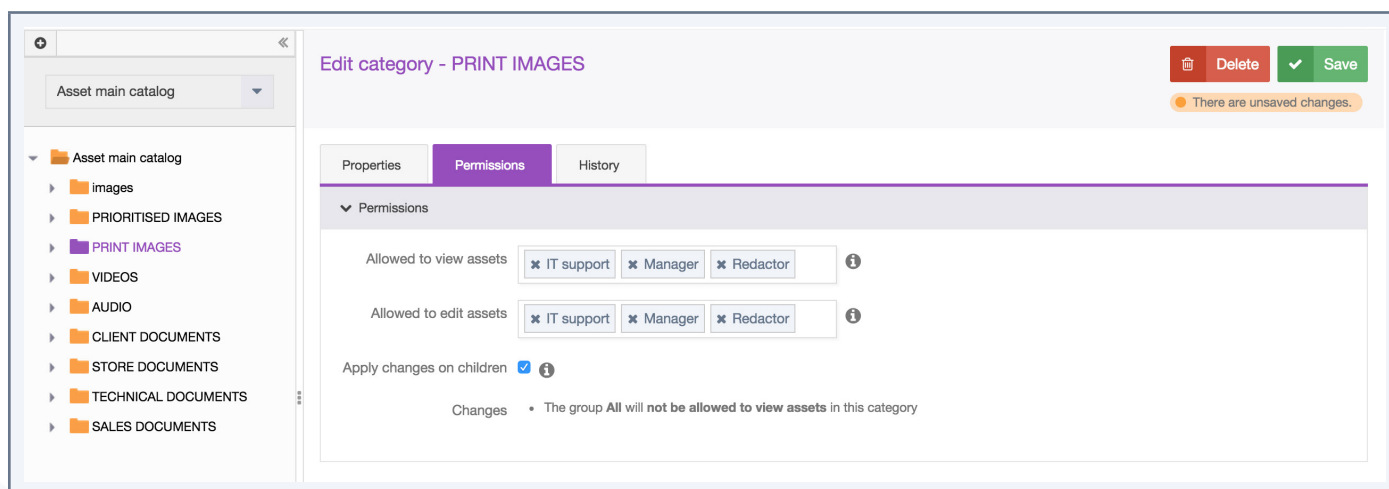 Asset main catalog
Asset main catalog
images
PRIORITISED IMAGES
PRINT IMAGES
VIDEOS
AUDIO
CLIENT DOCUMENTS
STORE DOCUMENTS
TECHNICAL DOCUMENTS
SALES DOCUMENTS
Edit category - PRINT IMAGES
Delete
Save
There are unsaved changes.
Properties
Permissions
History
Permissions
Allowed to view assets
IT support
Manager
Redactor
Allowed to edit assets
IT support
Manager
Redactor
Apply changes on children
Changes
• The group All will not be allowed to view assets in this category